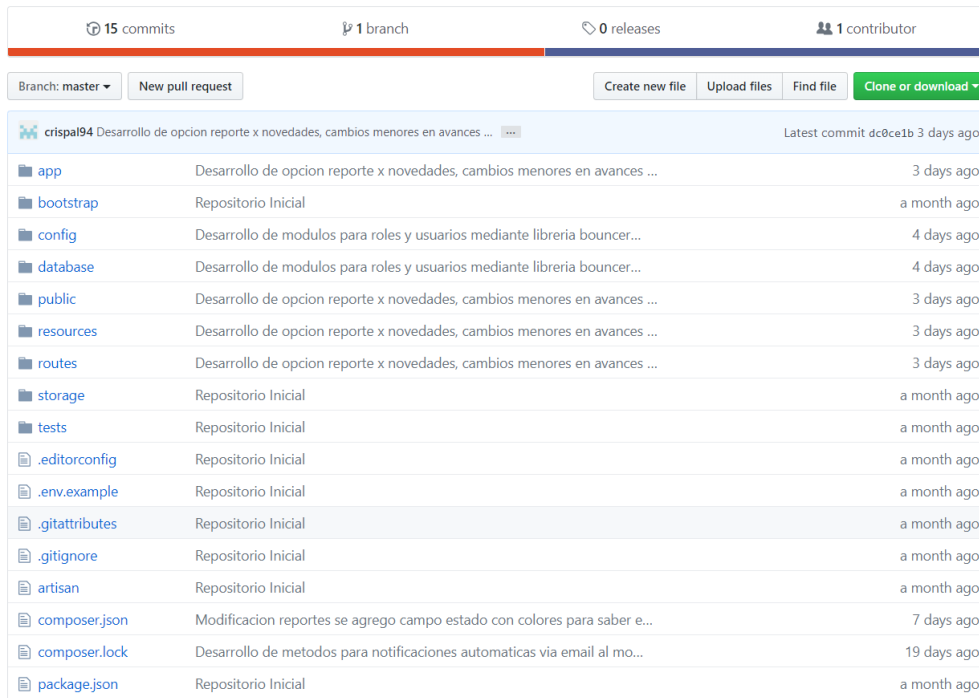 15 commits 1 branch 0 releases 1 contributor
Branch: master New pull request Create new file Upload files Find file Clone or download
crispal94 Desarrollo de opcion reporte x novedades, cambios menores en avances ... ... Latest commit dc0ce1b 3 days ago
app Desarrollo de opcion reporte x novedades, cambios menores en avances ... 3 days ago
bootstrap Repositorio Inicial a month ago
config Desarrollo de modulos para roles y usuarios mediante libreria bouncer... 4 days ago
database Desarrollo de modulos para roles y usuarios mediante libreria bouncer... 4 days ago
public Desarrollo de opcion reporte x novedades, cambios menores en avances ... 3 days ago
resources Desarrollo de opcion reporte x novedades, cambios menores en avances ... 3 days ago
routes Desarrollo de opcion reporte x novedades, cambios menores en avances ... 3 days ago
storage Repositorio Inicial a month ago
tests Repositorio Inicial a month ago
.editorconfig Repositorio Inicial a month ago
.env.example Repositorio Inicial a month ago
.gitattributes Repositorio Inicial a month ago
.gitignore Repositorio Inicial a month ago
artisan Repositorio Inicial a month ago
composer.json Modificacion reportes se agrego campo estado con colores para saber e... 7 days ago
composer.lock Desarrollo de metodos para notificaciones automaticas via email al mo... 19 days ago
package.json Repositorio Inicial a month ago